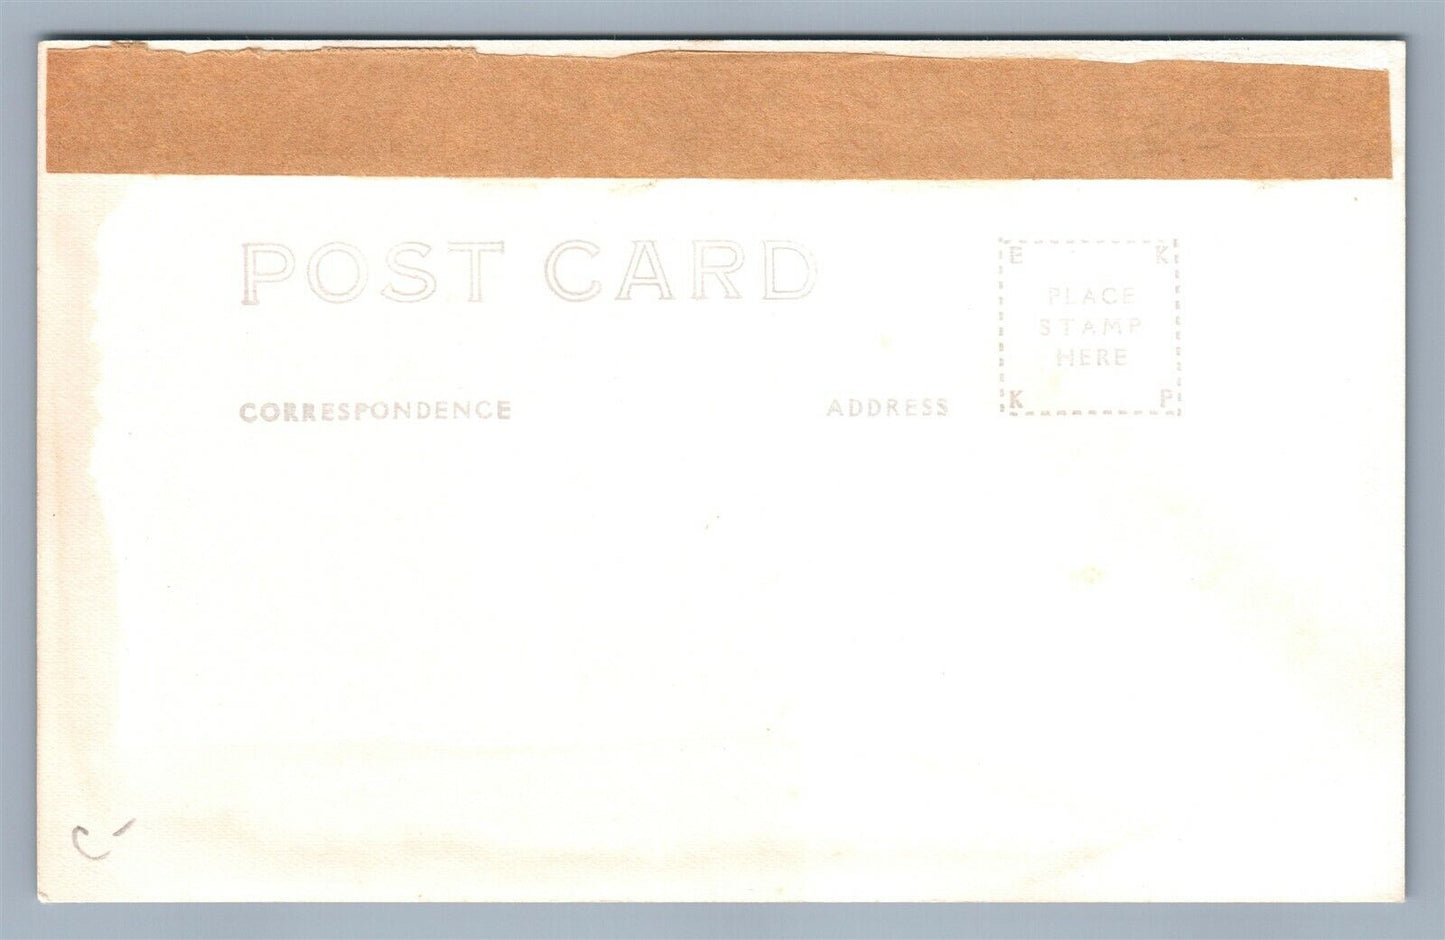 POST CARD
E K
PLACE
STAMP
HERE
K P
CORRESPONDENCE
ADDRESS